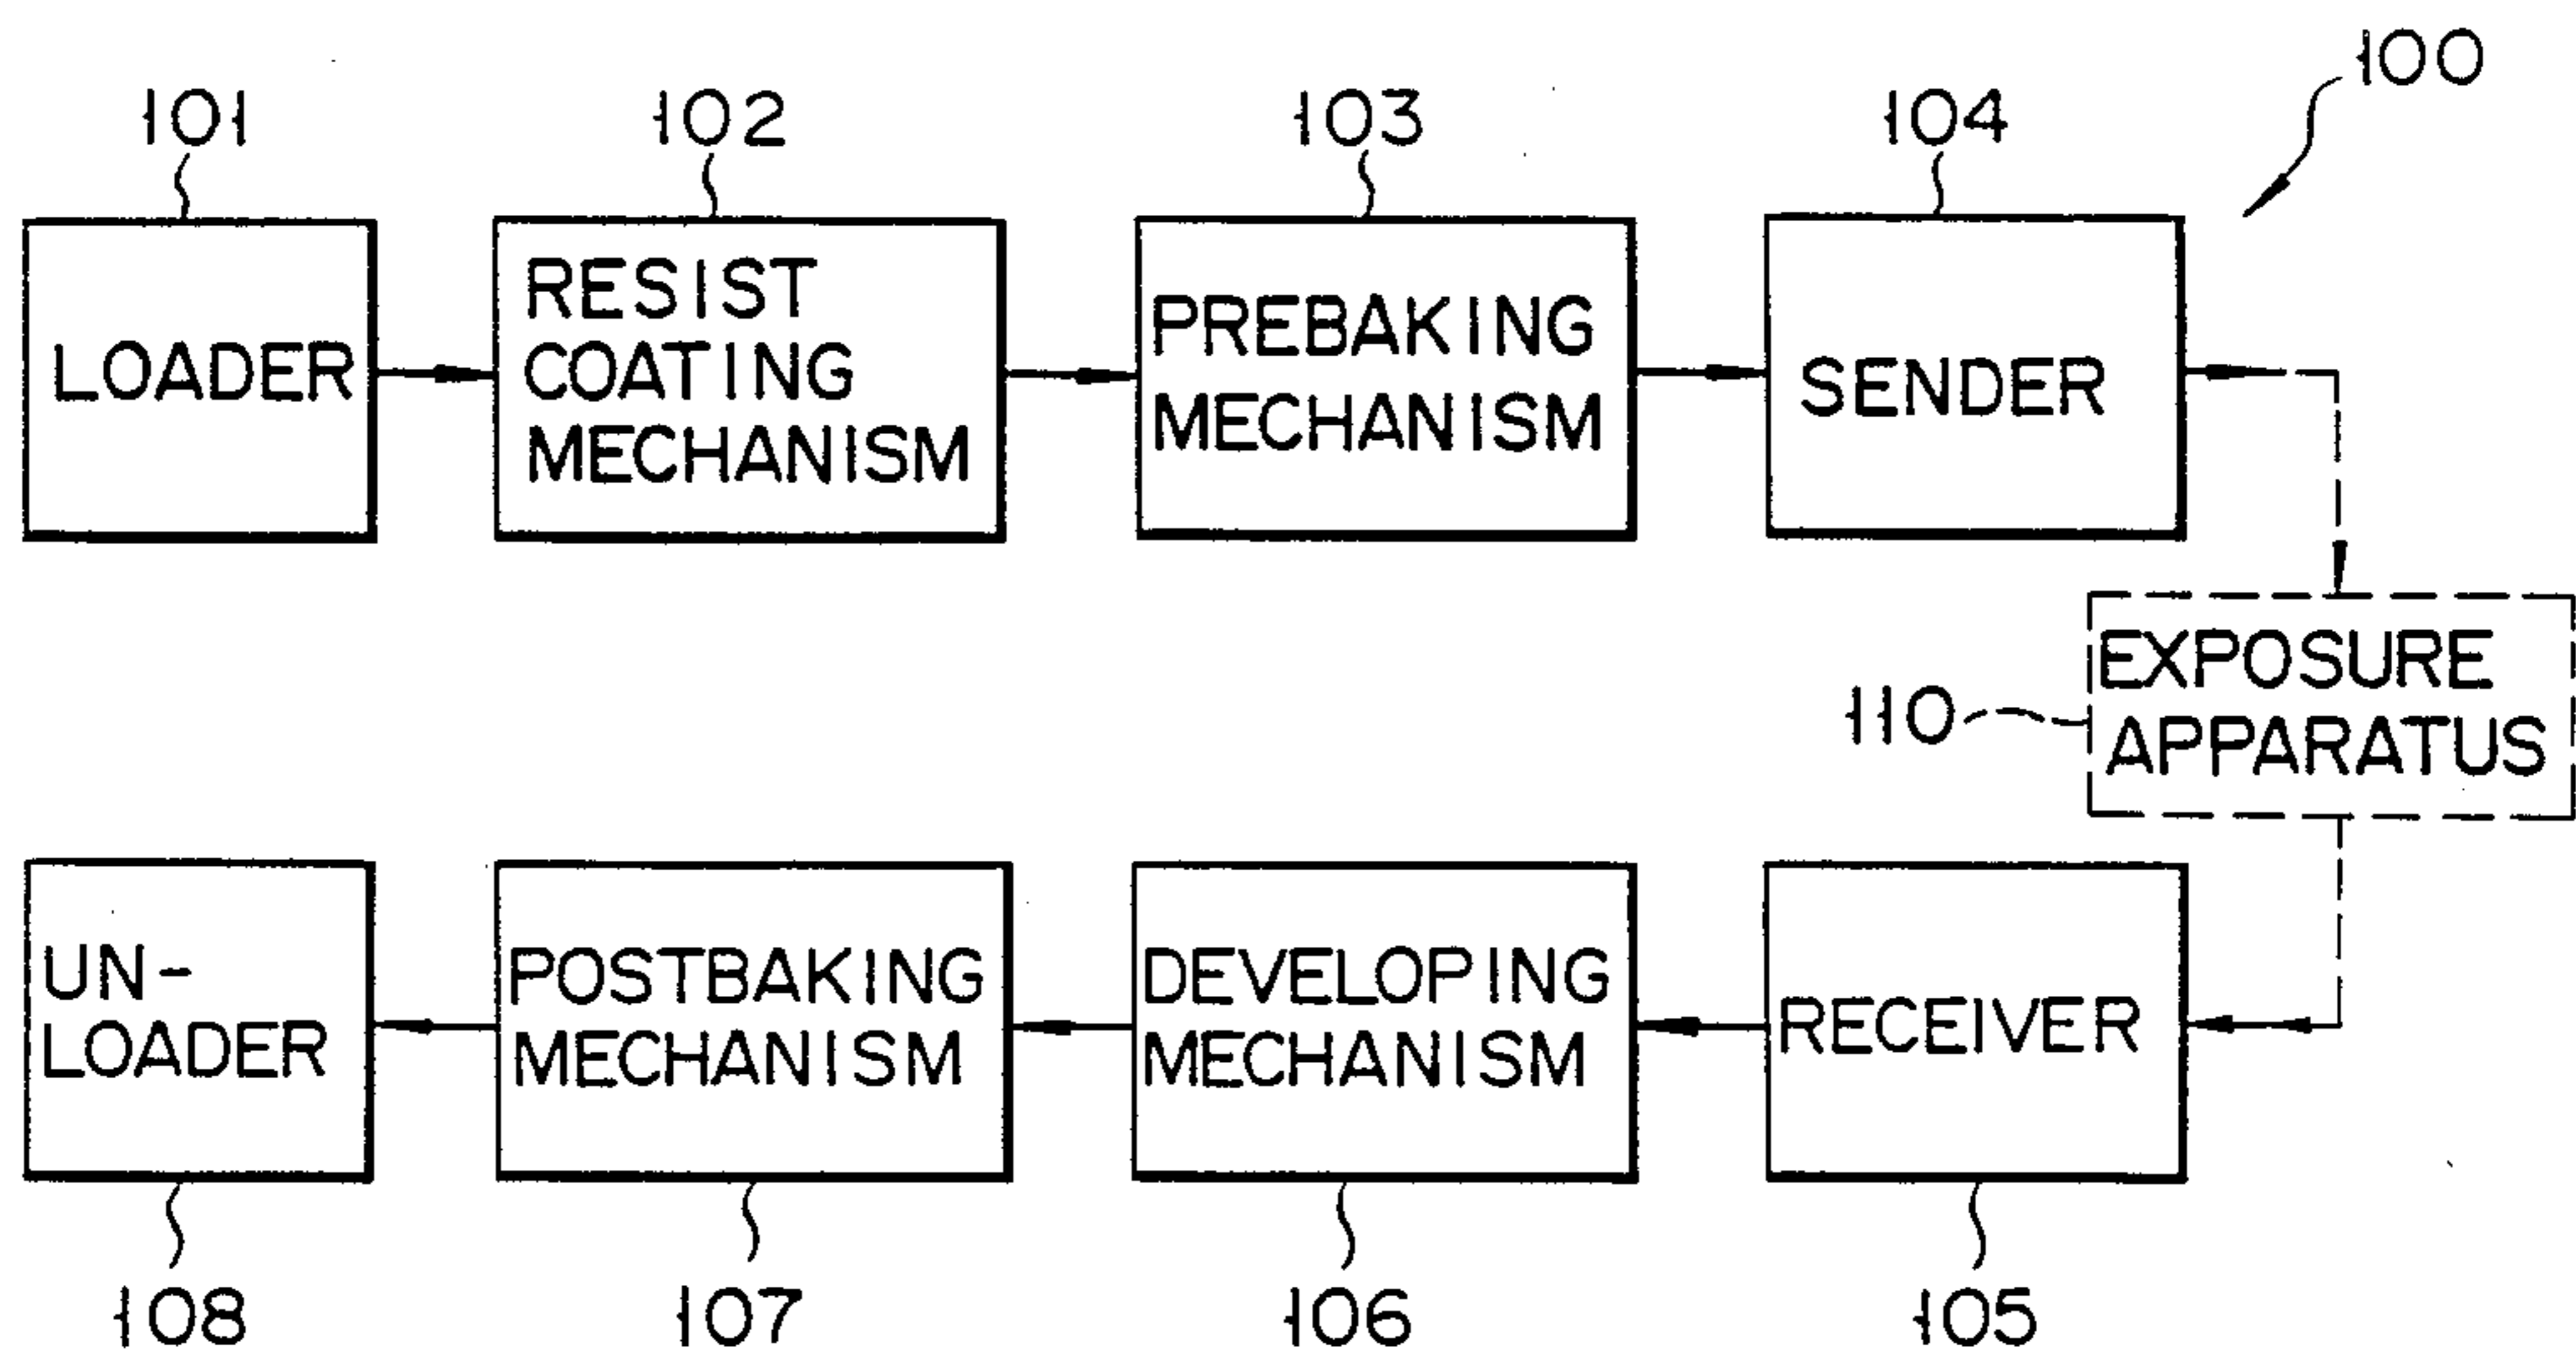 100
101
102
103
104
LOADER
RESIST
COATING
MECHANISM
PREBAKING
MECHANISM
SENDER
EXPOSURE
APPARATUS
110
UN-
LOADER
POSTBAKING
MECHANISM
DEVELOPING
MECHANISM
RECEIVER
108
107
106
105